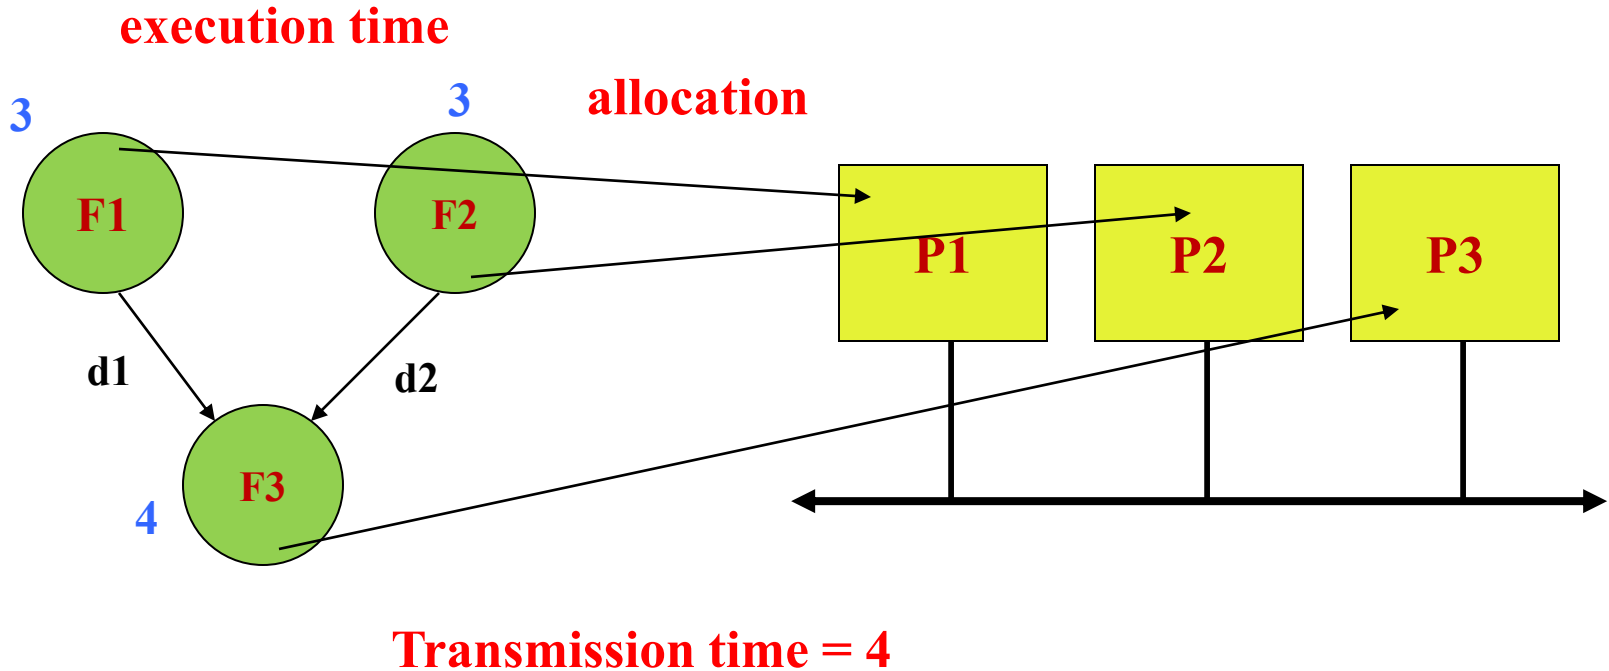 execution time
allocation
3
3
F1
F2
P1
P2
P3
d1
d2
F3
4
Transmission time = 4